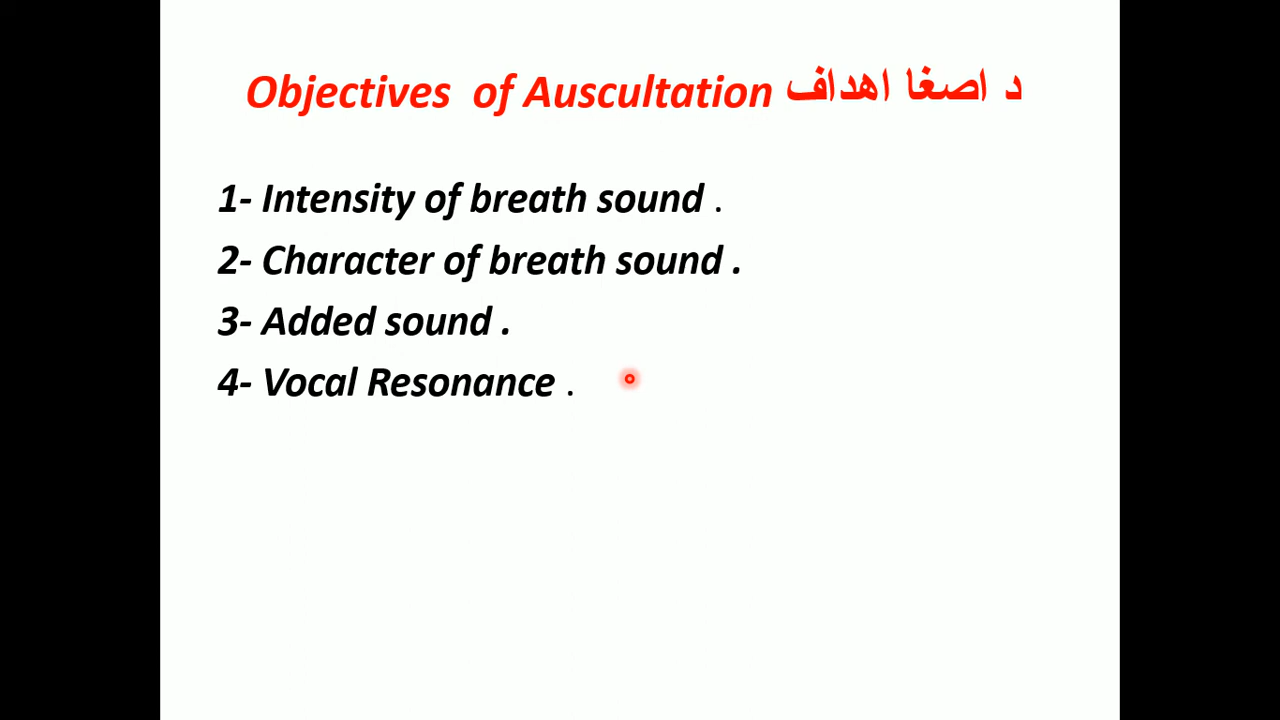 Objectives of Auscultation د اصغا اهداف
1- Intensity of breath sound .
2- Character of breath sound .
3- Added sound .
4- Vocal Resonance .